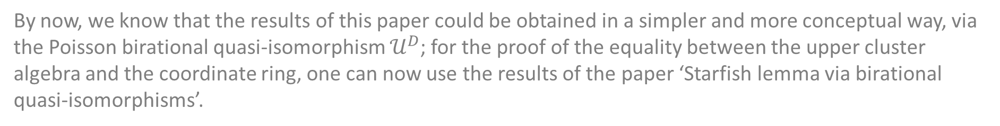 By now, we know that the results of this paper could be obtained in a simpler and more conceptual way, via
the Poisson birational quasi-isomorphism 𝒰ᴰ; for the proof of the equality between the upper cluster
algebra and the coordinate ring, one can now use the results of the paper ‘Starfish lemma via birational
quasi-isomorphisms’.